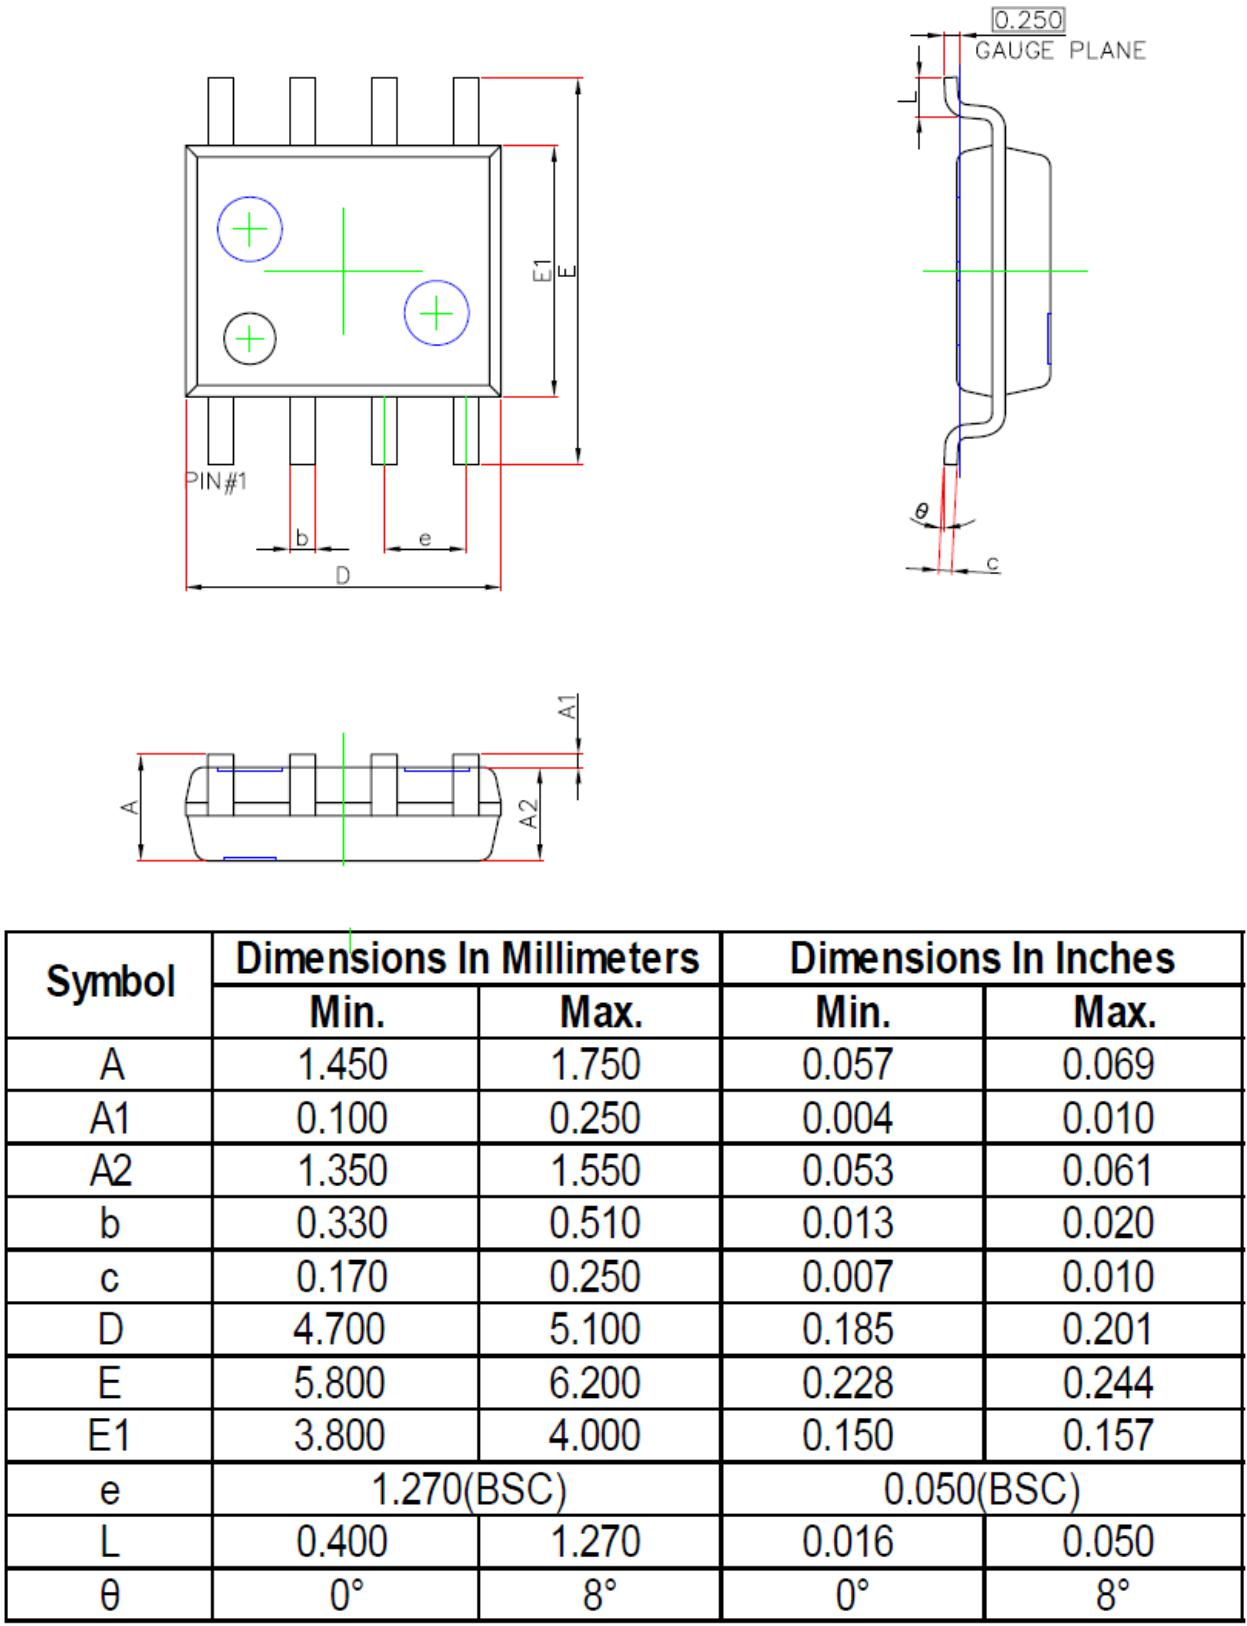 0.250
GAUGE PLANE
L
E1
E
PIN#1
b
e
D
θ
c
A1
A
A2
Symbol Dimensions In Millimeters Dimensions In Inches
Min. Max. Min. Max.
A 1.450 1.750 0.057 0.069
A1 0.100 0.250 0.004 0.010
A2 1.350 1.550 0.053 0.061
b 0.330 0.510 0.013 0.020
c 0.170 0.250 0.007 0.010
D 4.700 5.100 0.185 0.201
E 5.800 6.200 0.228 0.244
E1 3.800 4.000 0.150 0.157
e 1.270(BSC) 0.050(BSC)
L 0.400 1.270 0.016 0.050
θ 0° 8° 0° 8°